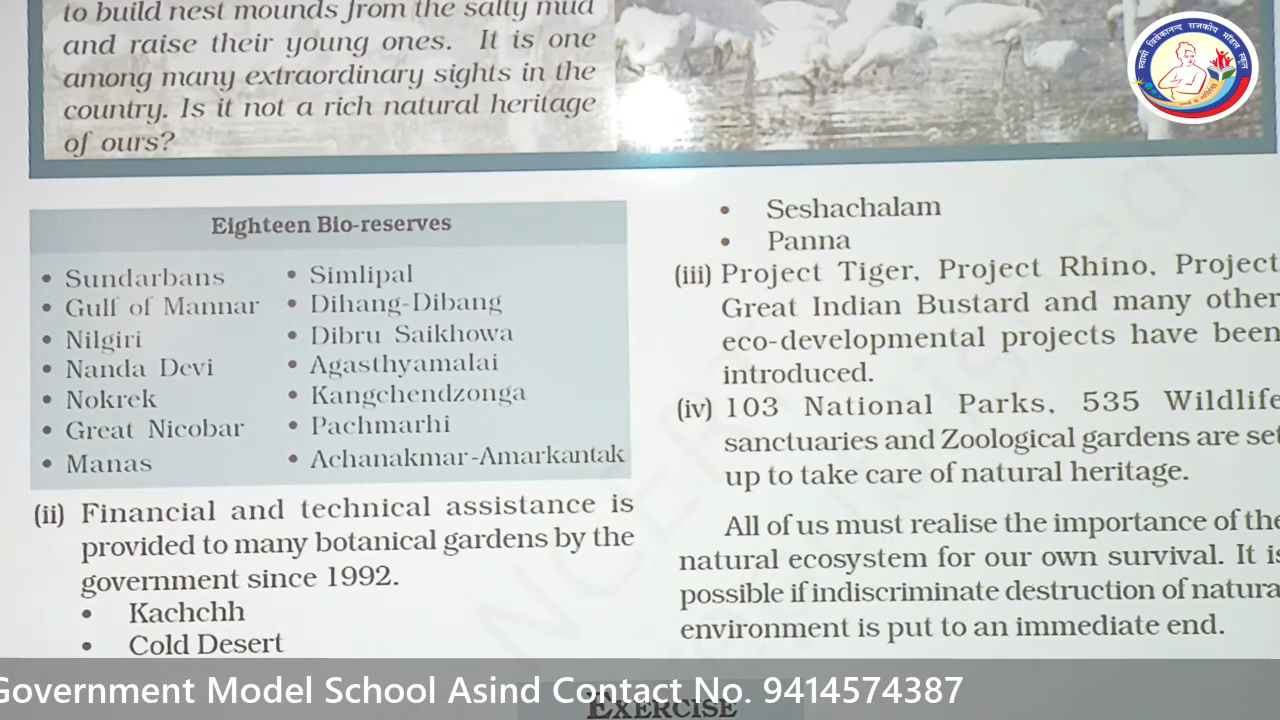 to build nest mounds from the salty mud
and raise their young ones. It is one
among many extraordinary sights in the
country. Is it not a rich natural heritage
of ours?
स्वामी विवेकानन्द राजकीय मॉडल स्कूल
Eighteen Bio-reserves
• Sundarbans
• Gulf of Mannar
• Nilgiri
• Nanda Devi
• Nokrek
• Great Nicobar
• Manas
• Simlipal
• Dihang-Dibang
• Dibru Saikhowa
• Agasthyamalai
• Kangchendzonga
• Pachmarhi
• Achanakmar-Amarkantak
(ii) Financial and technical assistance is
provided to many botanical gardens by the
government since 1992.
• Kachchh
• Cold Desert
• Seshachalam
• Panna
(iii) Project Tiger, Project Rhino, Project
Great Indian Bustard and many other
eco-developmental projects have been
introduced.
(iv) 103 National Parks, 535 Wildlife
sanctuaries and Zoological gardens are set
up to take care of natural heritage.
All of us must realise the importance of the
natural ecosystem for our own survival. It is
possible if indiscriminate destruction of natura
environment is put to an immediate end.
Government Model School Asind Contact No. 9414574387
EXERCISE